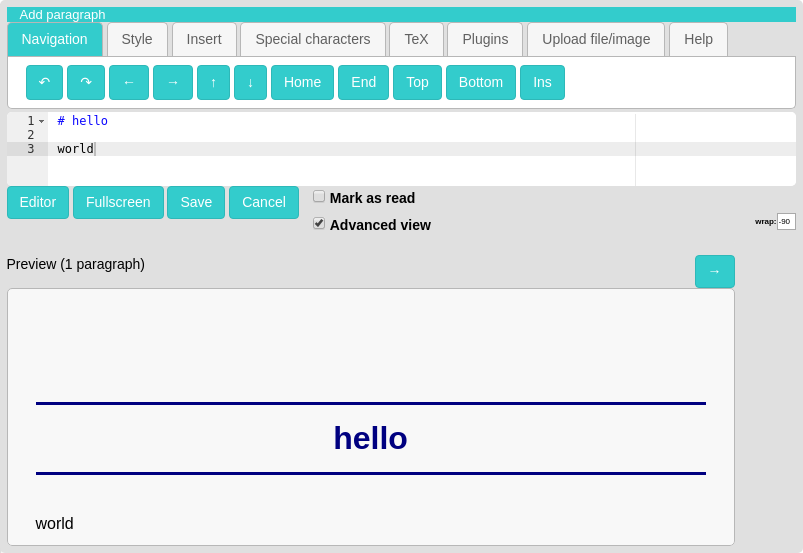 Add paragraph
Navigation Style Insert Special characters TeX Plugins Upload file/image Help
↶ ↷ ← → ↑ ↓ Home End Top Bottom Ins
1 # hello
2
3 world
Editor Fullscreen Save Cancel Mark as read
Advanced view wrap: -90
Preview (1 paragraph) →
hello
world